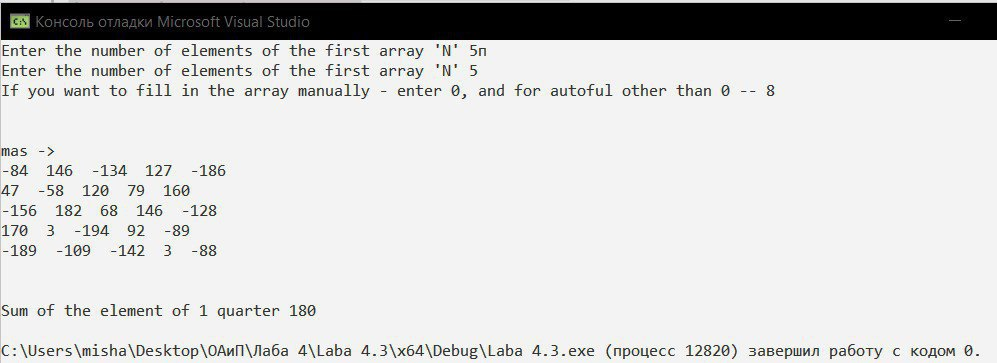 Консоль отладки Microsoft Visual Studio
Enter the number of elements of the first array 'N' 5п
Enter the number of elements of the first array 'N' 5
If you want to fill in the array manually - enter 0, and for autoful other than 0 -- 8
mas ->
-84  146  -134  127  -186
47  -58  120  79  160
-156  182  68  146  -128
170  3  -194  92  -89
-189  -109  -142  3  -88
Sum of the element of 1 quarter 180
C:\Users\misha\Desktop\ОАиП\Лаба 4\Laba 4.3\x64\Debug\Laba 4.3.exe (процесс 12820) завершил работу с кодом 0.